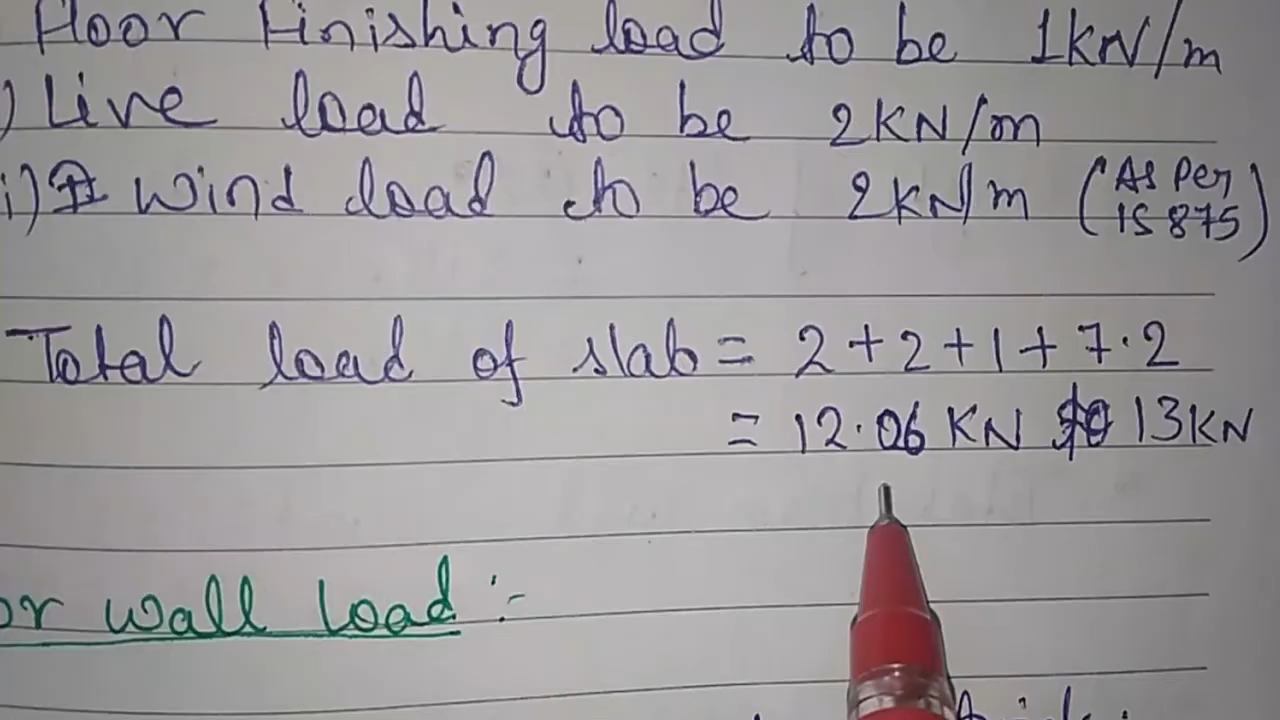 Floor Finishing load to be 1kN/m
) Live load to be 2KN/m
i) Wind load to be 2kN/m (As Per IS 875)
Total load of slab = 2+2+1+7.2
= 12.06 KN to 13KN
or wall load :-